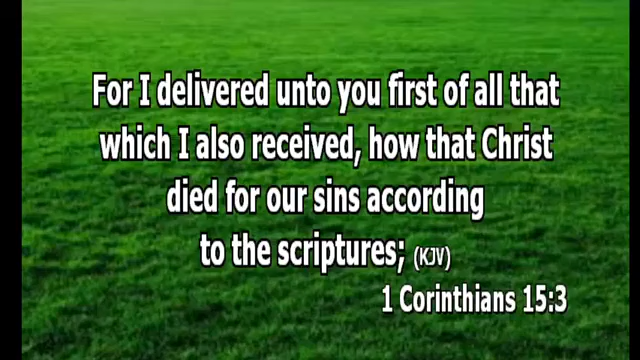 For I delivered unto you first of all that
which I also received, how that Christ
died for our sins according
to the scriptures; (KJV)
1 Corinthians 15:3